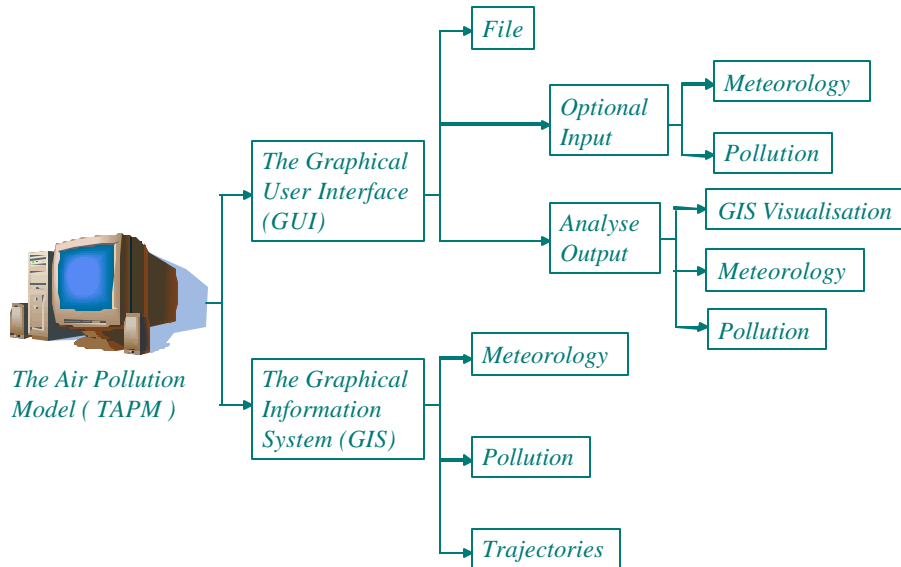 File
Meteorology
Optional
Input
Pollution
The Graphical
User Interface
(GUI)
GIS Visualisation
Analyse
Output
Meteorology
Pollution
The Air Pollution
Model ( TAPM )
Meteorology
The Graphical
Information
System (GIS)
Pollution
Trajectories